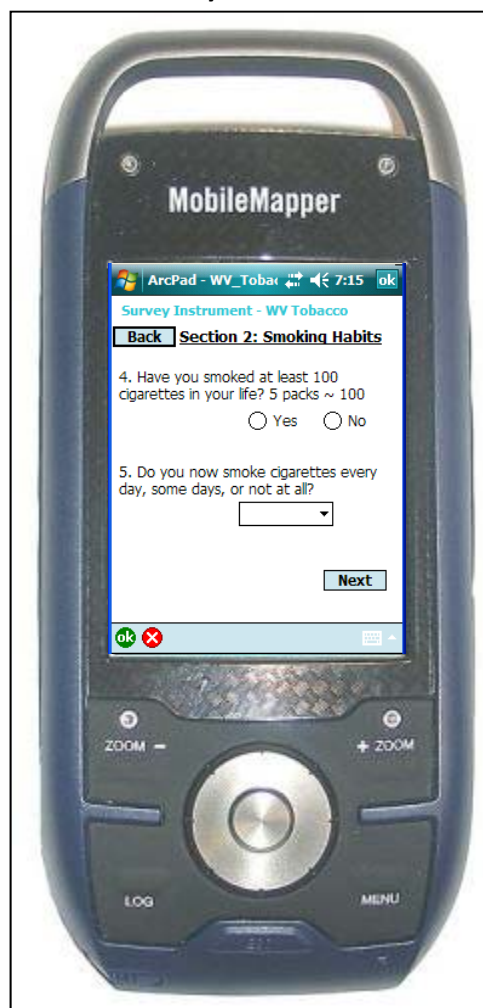 MobileMapper
ArcPad - WV_Tobac 7:15 ok
Survey Instrument - WV Tobacco
Back Section 2: Smoking Habits
4. Have you smoked at least 100
cigarettes in your life? 5 packs ~ 100
Yes No
5. Do you now smoke cigarettes every
day, some days, or not at all?
Next
ok
ZOOM - + ZOOM
LOG MENU